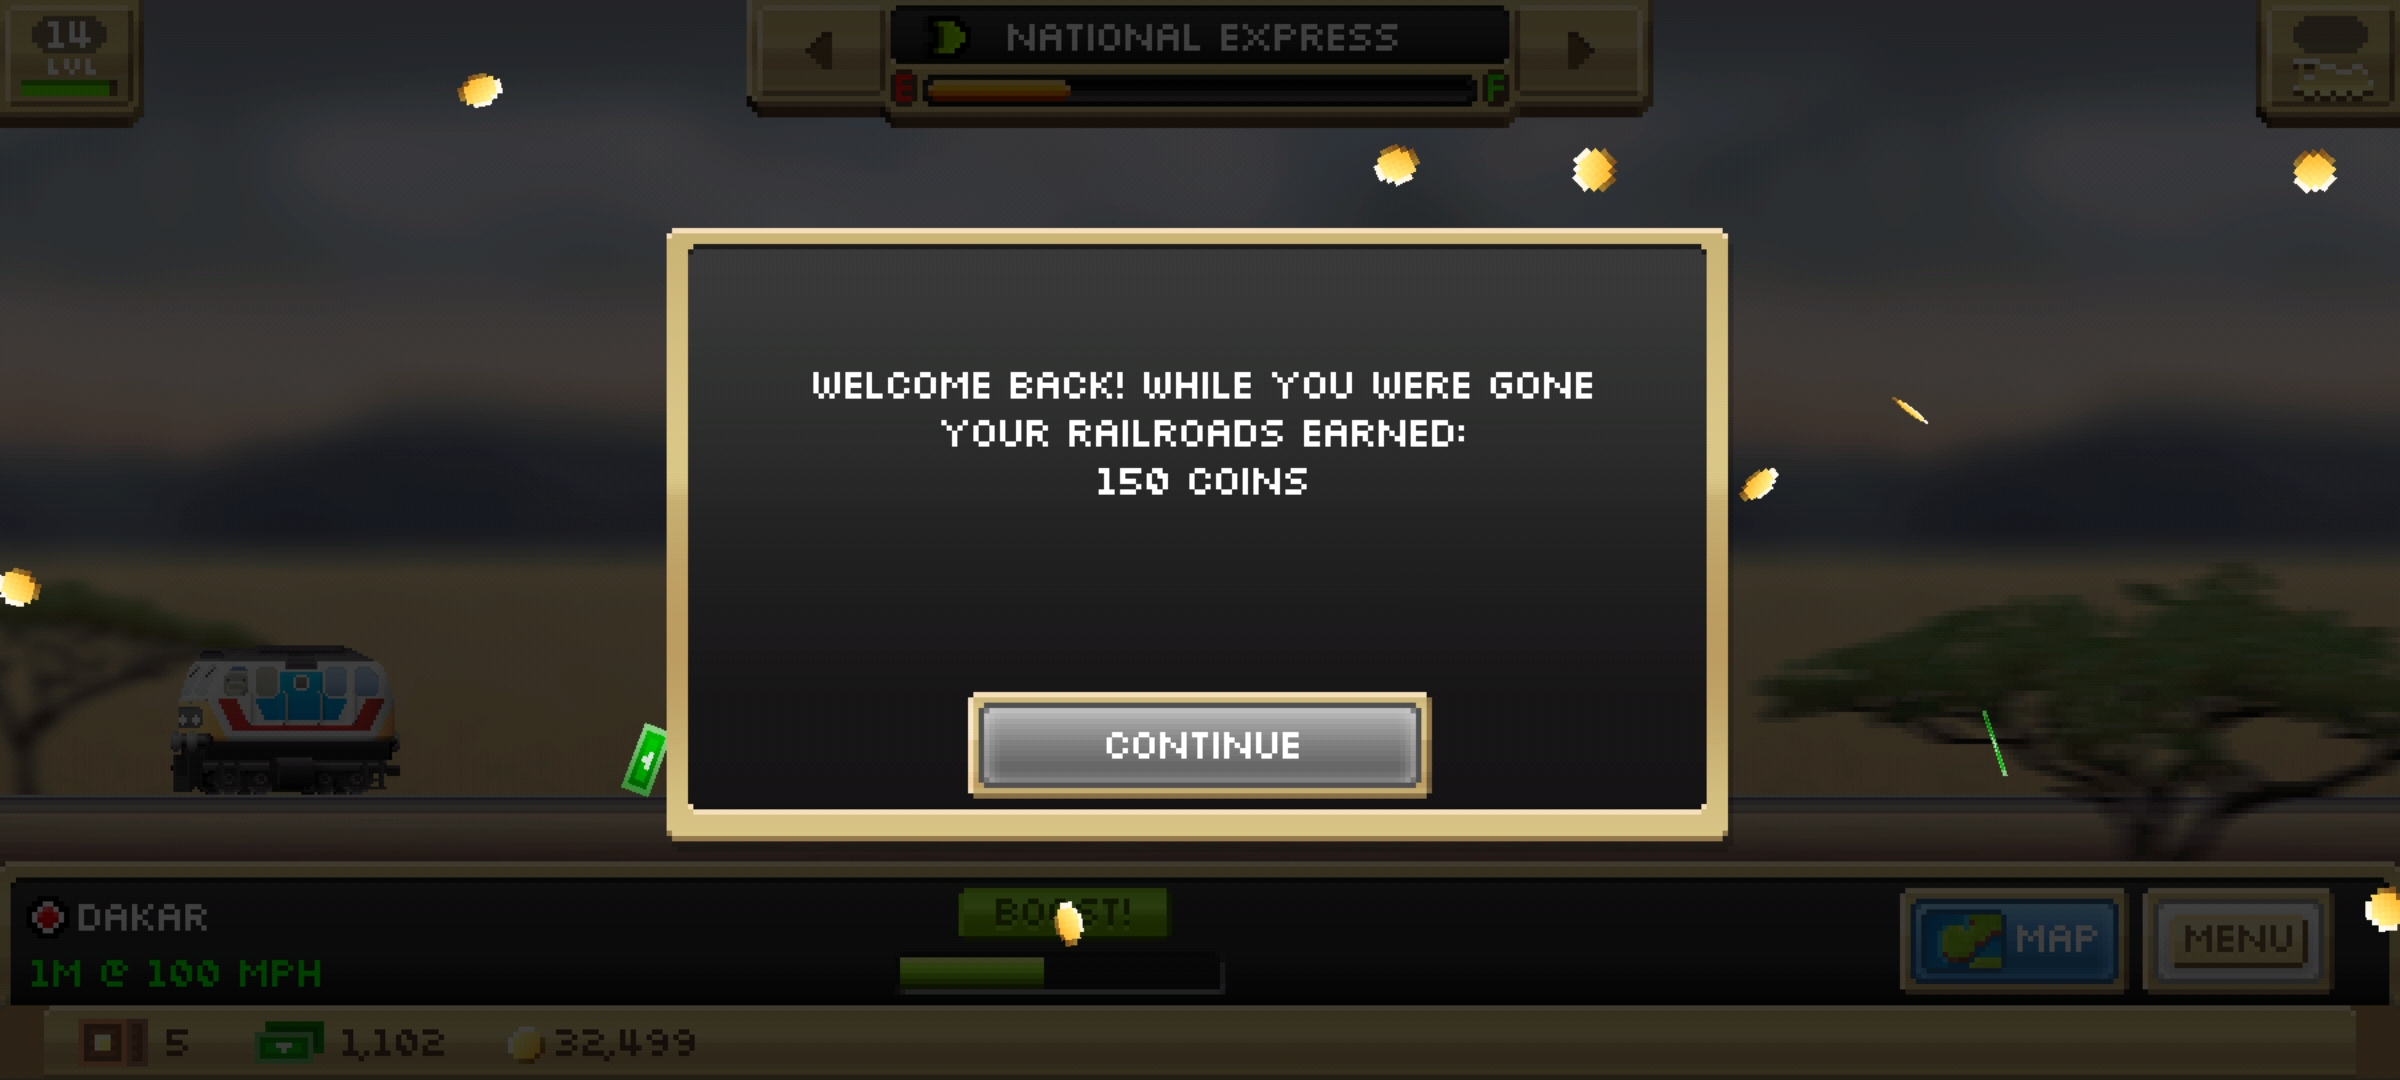 14
LVL
NATIONAL EXPRESS
E F
WELCOME BACK! WHILE YOU WERE GONE
YOUR RAILROADS EARNED:
150 COINS
CONTINUE
DAKAR
BOOST!
1M @ 100 MPH
MAP
MENU
5 1,102 32,499